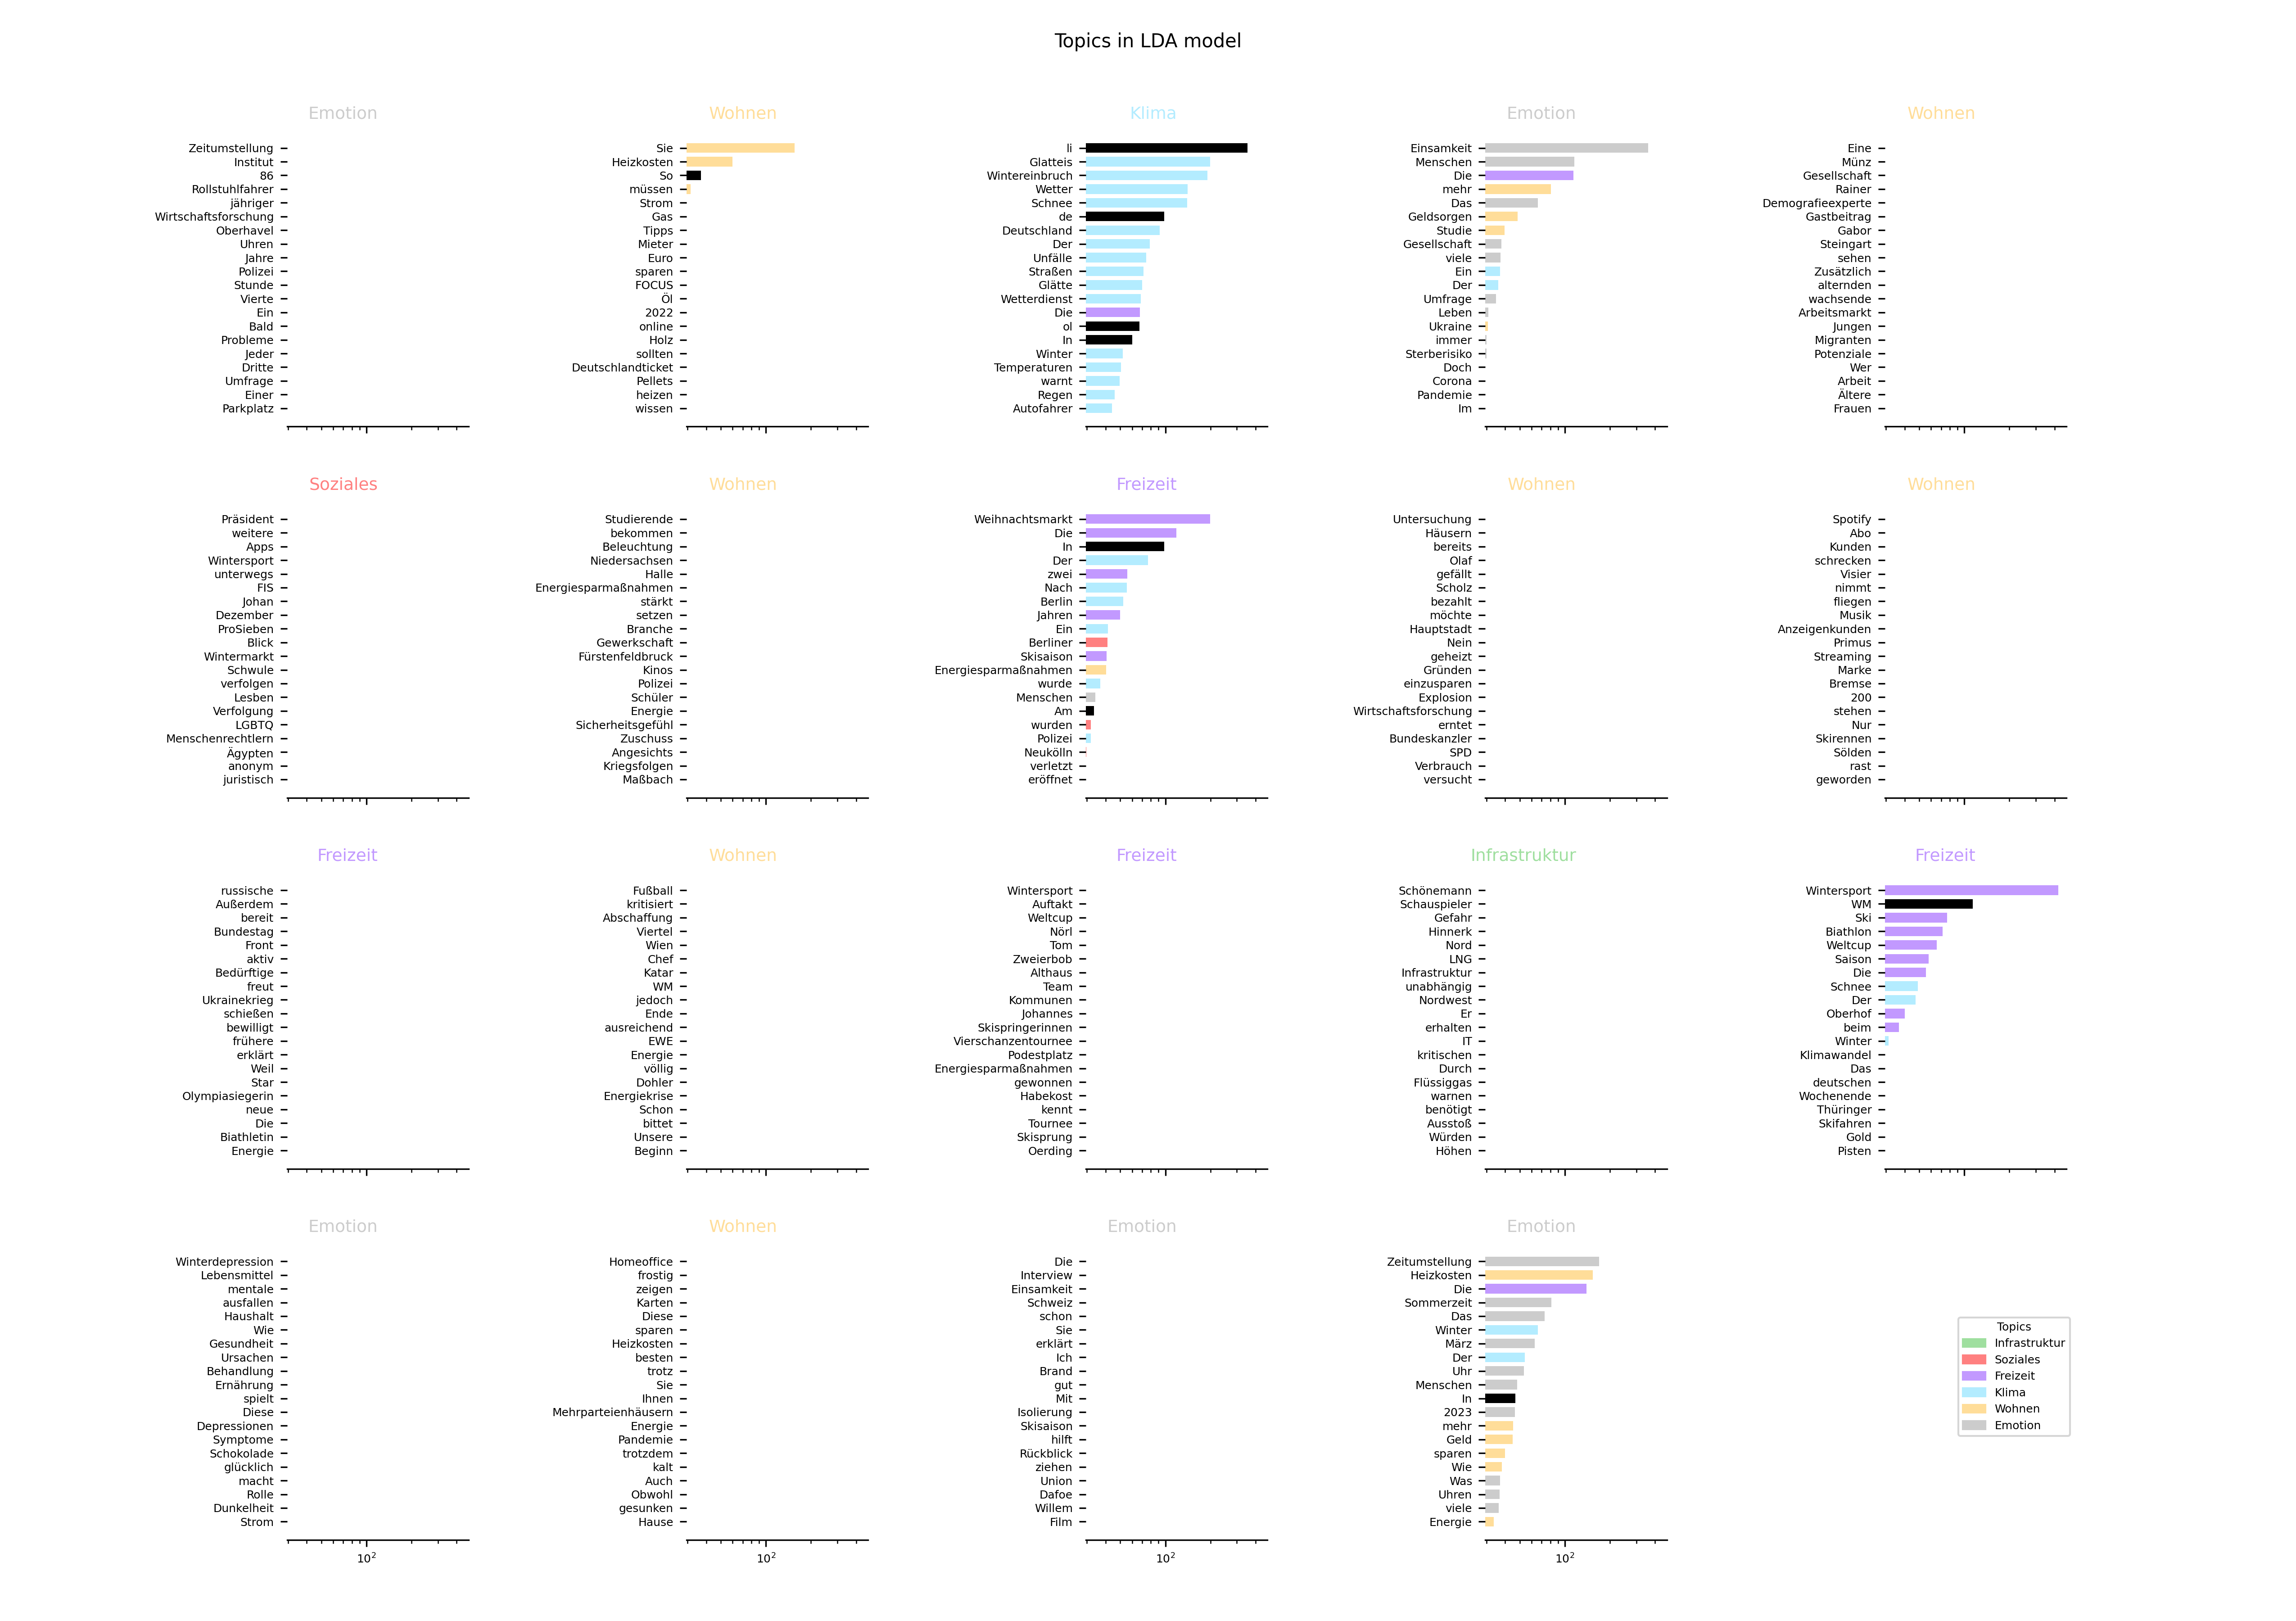 Topics in LDA model
Emotion
Zeitumstellung
Institut
86
Rollstuhlfahrer
jähriger
Wirtschaftsforschung
Oberhavel
Uhren
Jahre
Polizei
Stunde
Vierte
Ein
Bald
Probleme
Jeder
Dritte
Umfrage
Einer
Parkplatz
Wohnen
Sie
Heizkosten
So
müssen
Strom
Gas
Tipps
Mieter
Euro
sparen
FOCUS
Öl
2022
online
Holz
sollten
Deutschlandticket
Pellets
heizen
wissen
Klima
li
Glatteis
Wintereinbruch
Wetter
Schnee
de
Deutschland
Der
Unfälle
Straßen
Glätte
Wetterdienst
Die
ol
In
Winter
Temperaturen
warnt
Regen
Autofahrer
Emotion
Einsamkeit
Menschen
Die
mehr
Das
Geldsorgen
Studie
Gesellschaft
viele
Ein
Der
Umfrage
Leben
Ukraine
immer
Sterberisiko
Doch
Corona
Pandemie
Im
Wohnen
Eine
Münz
Gesellschaft
Rainer
Demografieexperte
Gastbeitrag
Gabor
Steingart
sehen
Zusätzlich
alternden
wachsende
Arbeitsmarkt
Jungen
Migranten
Potenziale
Wer
Arbeit
Ältere
Frauen
Soziales
Präsident
weitere
Apps
Wintersport
unterwegs
FIS
Johan
Dezember
ProSieben
Blick
Wintermarkt
Schwule
verfolgen
Lesben
Verfolgung
LGBTQ
Menschenrechtlern
Ägypten
anonym
juristisch
Wohnen
Studierende
bekommen
Beleuchtung
Niedersachsen
Halle
Energiesparmaßnahmen
stärkt
setzen
Branche
Gewerkschaft
Fürstenfeldbruck
Kinos
Polizei
Schüler
Energie
Sicherheitsgefühl
Zuschuss
Angesichts
Kriegsfolgen
Maßbach
Freizeit
Weihnachtsmarkt
Die
In
Der
zwei
Nach
Berlin
Jahren
Ein
Berliner
Skisaison
Energiesparmaßnahmen
wurde
Menschen
Am
wurden
Polizei
Neukölln
verletzt
eröffnet
Wohnen
Untersuchung
Häusern
bereits
Olaf
gefällt
Scholz
bezahlt
möchte
Hauptstadt
Nein
geheizt
Gründen
einzusparen
Explosion
Wirtschaftsforschung
erntet
Bundeskanzler
SPD
Verbrauch
versucht
Wohnen
Spotify
Abo
Kunden
schrecken
Visier
nimmt
fliegen
Musik
Anzeigenkunden
Primus
Streaming
Marke
Bremse
200
stehen
Nur
Skirennen
Sölden
rast
geworden
Freizeit
russische
Außerdem
bereit
Bundestag
Front
aktiv
Bedürftige
freut
Ukrainekrieg
schießen
bewilligt
frühere
erklärt
Weil
Star
Olympiasiegerin
neue
Die
Biathletin
Energie
Wohnen
Fußball
kritisiert
Abschaffung
Viertel
Wien
Chef
Katar
WM
jedoch
Ende
ausreichend
EWE
Energie
völlig
Dohler
Energiekrise
Schon
bittet
Unsere
Beginn
Freizeit
Wintersport
Auftakt
Weltcup
Nörl
Tom
Zweierbob
Althaus
Team
Kommunen
Johannes
Skispringerinnen
Vierschanzentournee
Podestplatz
Energiesparmaßnahmen
gewonnen
Habekost
kennt
Tournee
Skisprung
Oerding
Infrastruktur
Schönemann
Schauspieler
Gefahr
Hinnerk
Nord
LNG
Infrastruktur
unabhängig
Nordwest
Er
erhalten
IT
kritischen
Durch
Flüssiggas
warnen
benötigt
Ausstoß
Würden
Höhen
Freizeit
Wintersport
WM
Ski
Biathlon
Weltcup
Saison
Die
Schnee
Der
Oberhof
beim
Winter
Klimawandel
Das
deutschen
Wochenende
Thüringer
Skifahren
Gold
Pisten
Emotion
Winterdepression
Lebensmittel
mentale
ausfallen
Haushalt
Wie
Gesundheit
Ursachen
Behandlung
Ernährung
spielt
Diese
Depressionen
Symptome
Schokolade
glücklich
macht
Rolle
Dunkelheit
Strom
10²
Wohnen
Homeoffice
frostig
zeigen
Karten
Diese
sparen
Heizkosten
besten
trotz
Sie
Ihnen
Mehrparteienhäusern
Energie
Pandemie
trotzdem
kalt
Auch
Obwohl
gesunken
Hause
10²
Emotion
Die
Interview
Einsamkeit
Schweiz
schon
Sie
erklärt
Ich
Brand
gut
Mit
Isolierung
Skisaison
hilft
Rückblick
ziehen
Union
Dafoe
Willem
Film
10²
Emotion
Zeitumstellung
Heizkosten
Die
Sommerzeit
Das
Winter
März
Der
Uhr
Menschen
In
2023
mehr
Geld
sparen
Wie
Was
Uhren
viele
Energie
10²
Topics
Infrastruktur
Soziales
Freizeit
Klima
Wohnen
Emotion